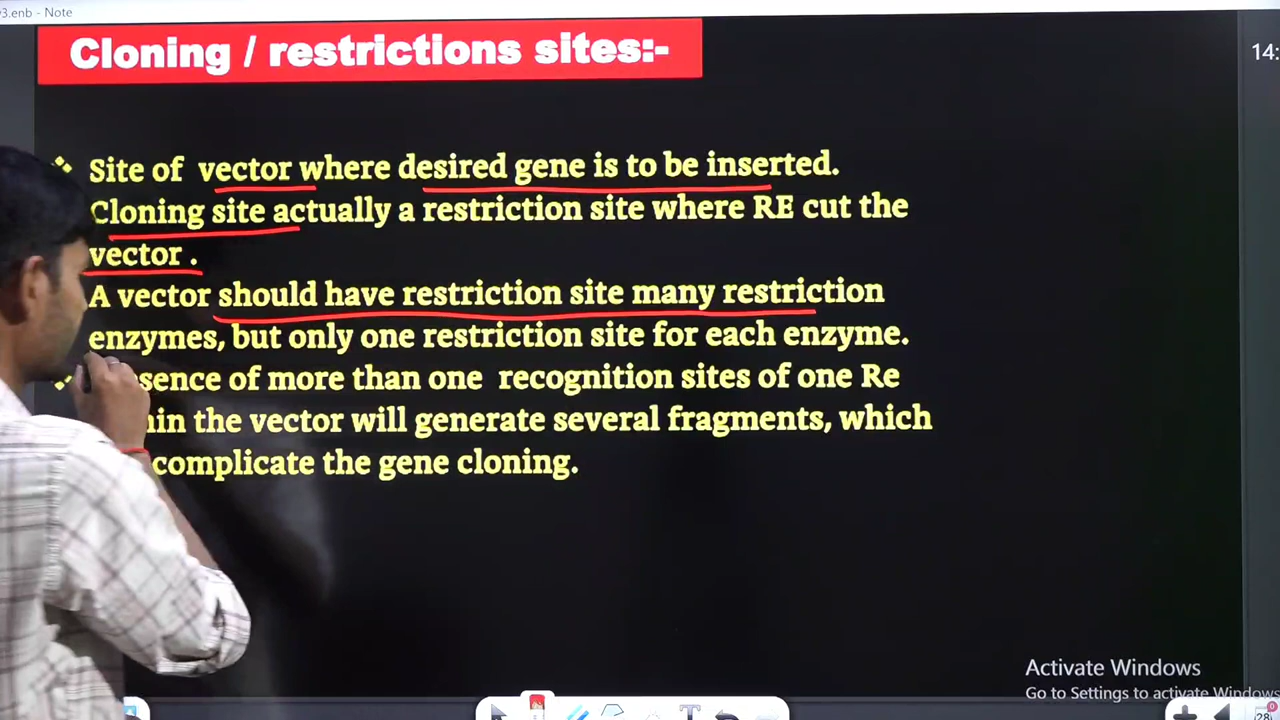 v3.enb - Note
Cloning / restrictions sites:-
14:
Site of vector where desired gene is to be inserted.
Cloning site actually a restriction site where RE cut the
vector .
A vector should have restriction site many restriction
enzymes, but only one restriction site for each enzyme.
of more than one recognition sites of one Re
the vector will generate several fragments, which
complicate the gene cloning.
Activate Windows
Go to Settings to activate Windows